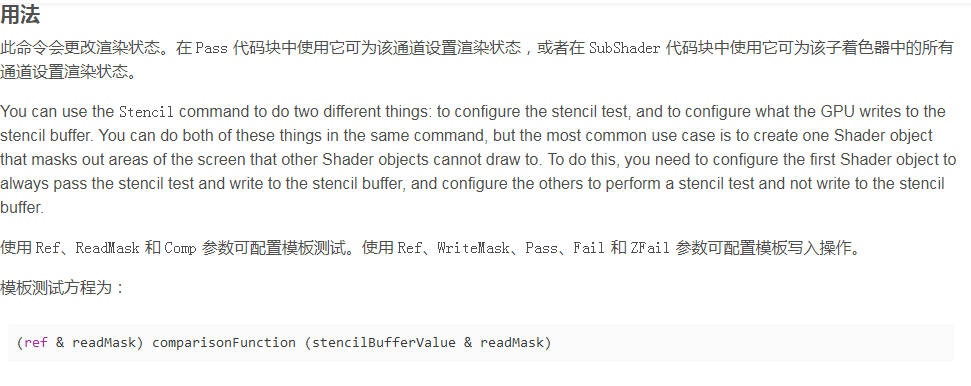 用法
此命令会更改渲染状态。在 Pass 代码块中使用它可为该通道设置渲染状态，或者在 SubShader 代码块中使用它可为该子着色器中的所有
通道设置渲染状态。
You can use the Stencil command to do two different things: to configure the stencil test, and to configure what the GPU writes to the
stencil buffer. You can do both of these things in the same command, but the most common use case is to create one Shader object
that masks out areas of the screen that other Shader objects cannot draw to. To do this, you need to configure the first Shader object to
always pass the stencil test and write to the stencil buffer, and configure the others to perform a stencil test and not write to the stencil
buffer.
使用 Ref、ReadMask 和 Comp 参数可配置模板测试。使用 Ref、WriteMask、Pass、Fail 和 ZFail 参数可配置模板写入操作。
模板测试方程为：
(ref & readMask) comparisonFunction (stencilBufferValue & readMask)